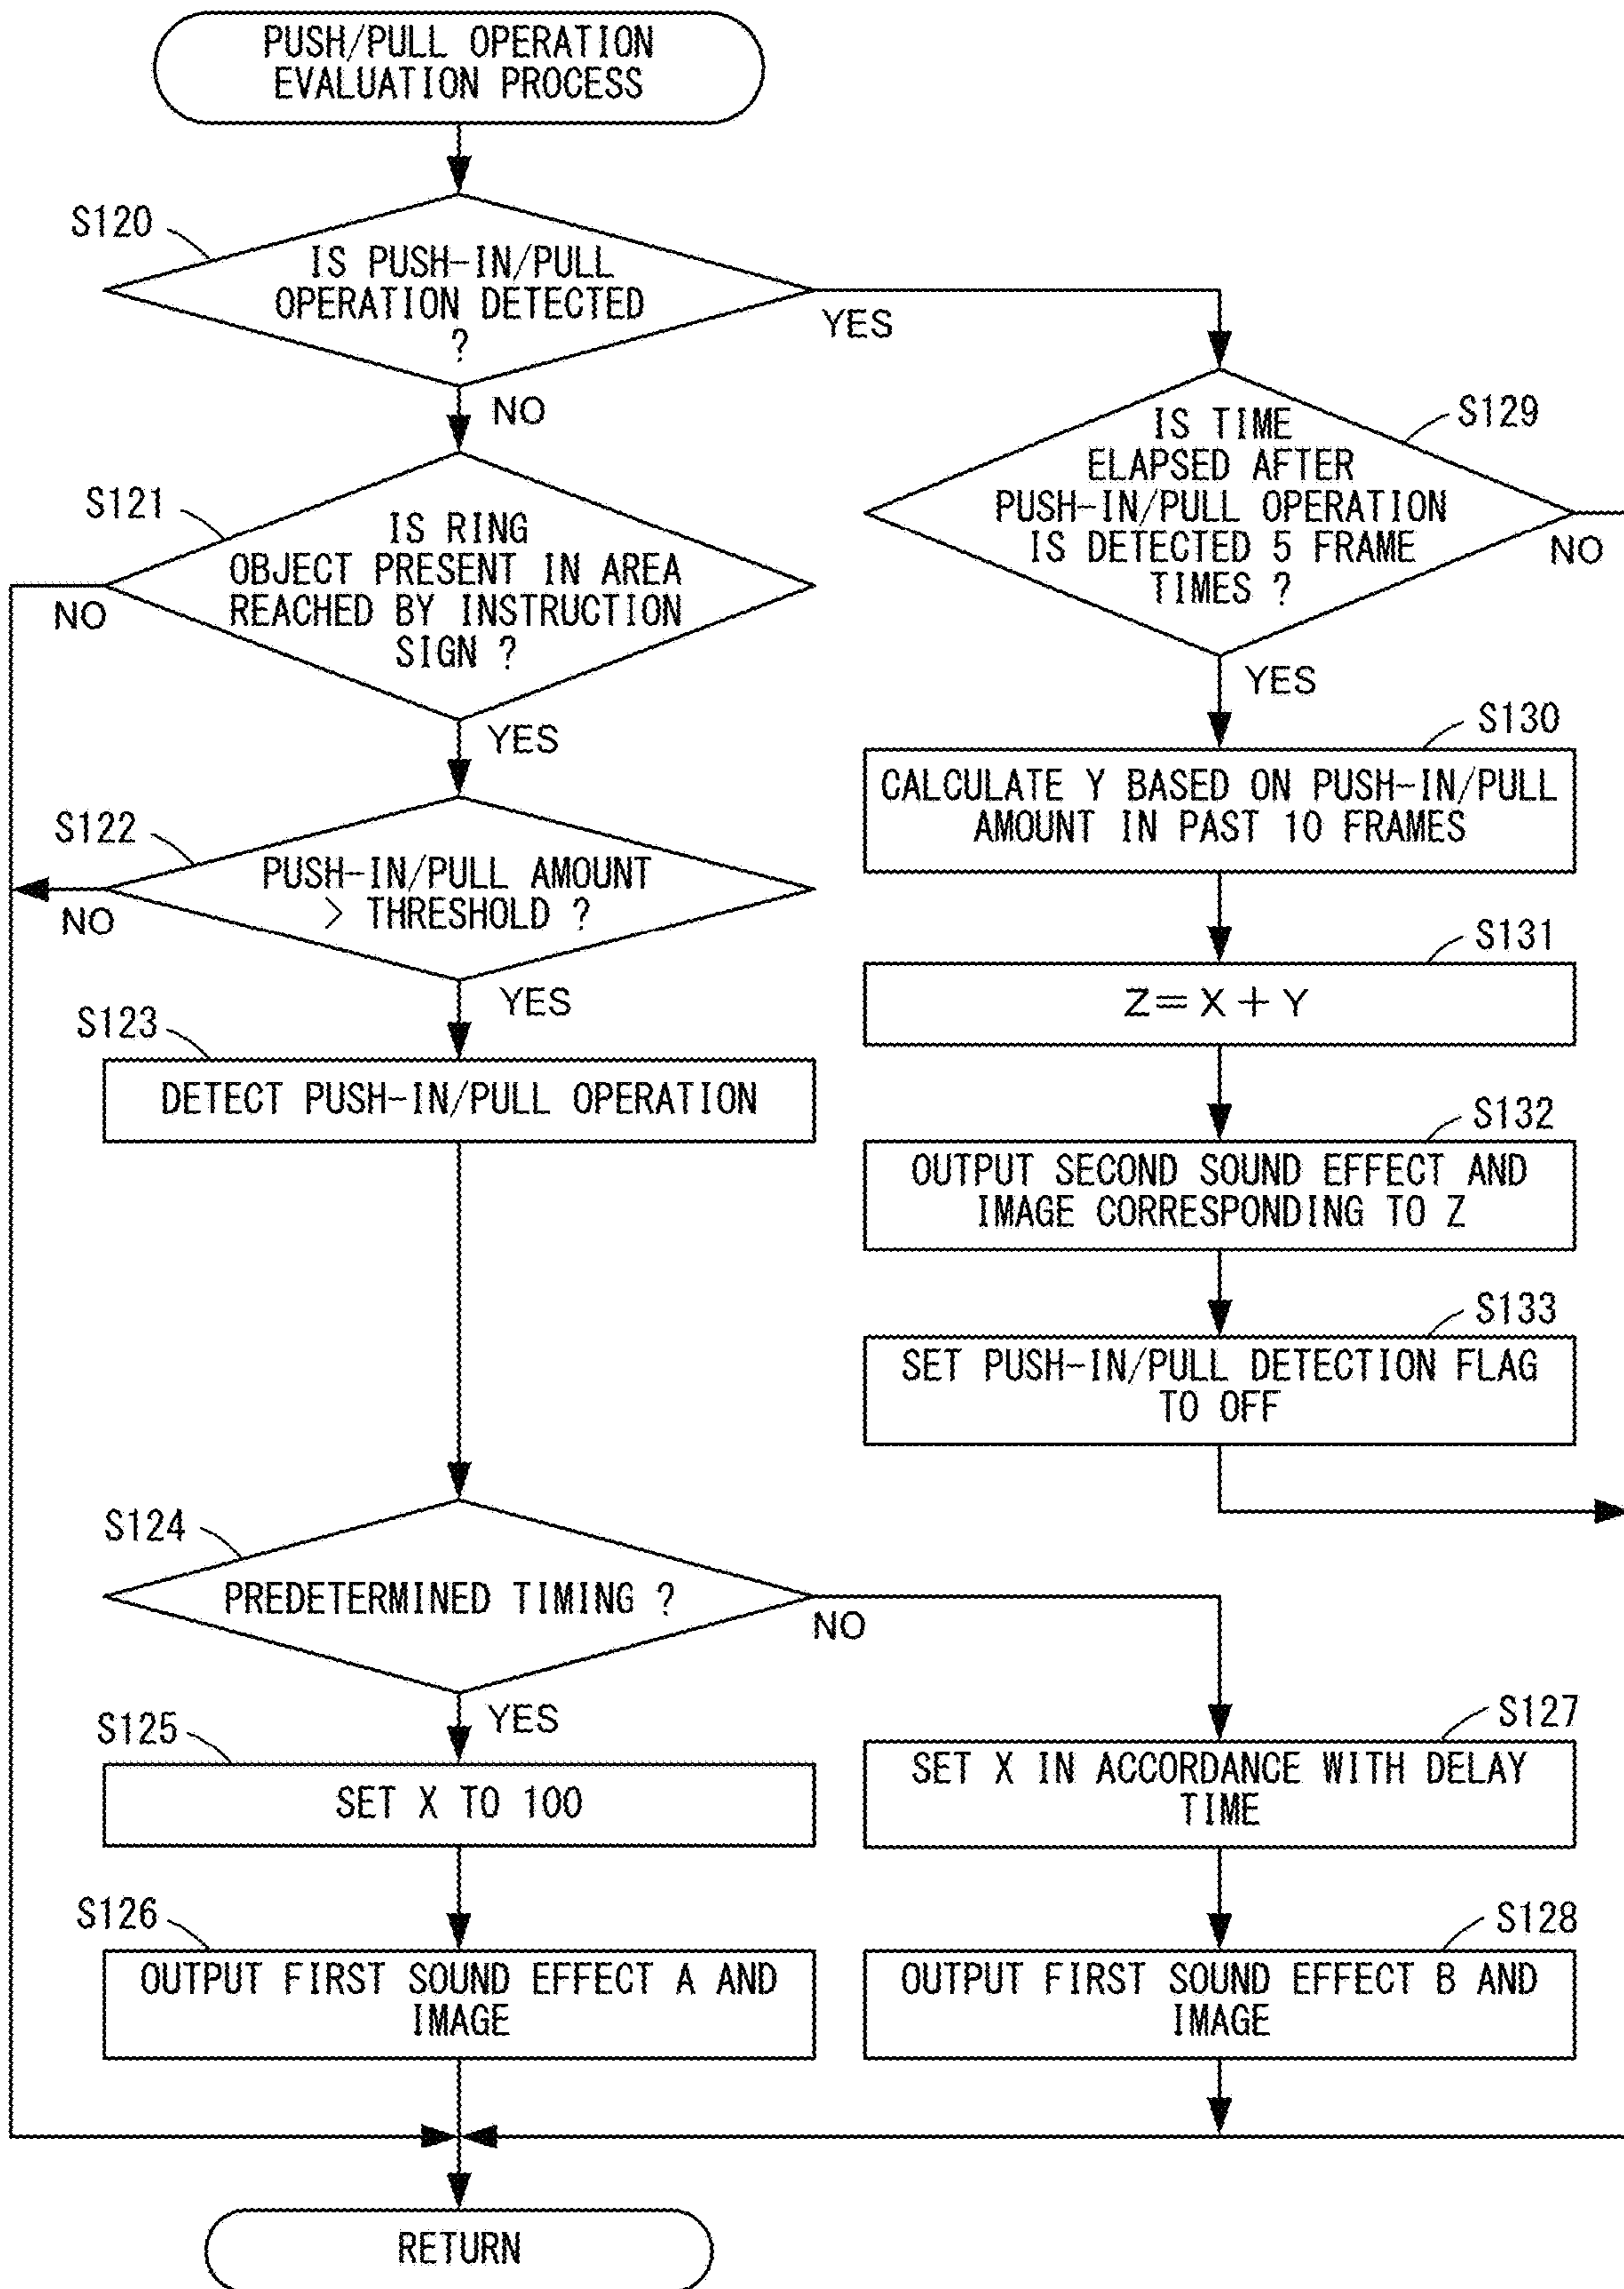 PUSH/PULL OPERATION
EVALUATION PROCESS
S120
IS PUSH-IN/PULL
OPERATION DETECTED
?
YES
NO
S121
IS RING
OBJECT PRESENT IN AREA
REACHED BY INSTRUCTION
SIGN ?
NO
YES
S122
PUSH-IN/PULL AMOUNT
> THRESHOLD ?
NO
YES
S123
DETECT PUSH-IN/PULL OPERATION
S124
PREDETERMINED TIMING ?
NO
YES
S125
SET X TO 100
S126
OUTPUT FIRST SOUND EFFECT A AND
IMAGE
S127
SET X IN ACCORDANCE WITH DELAY
TIME
S128
OUTPUT FIRST SOUND EFFECT B AND
IMAGE
S129
IS TIME
ELAPSED AFTER
PUSH-IN/PULL OPERATION
IS DETECTED 5 FRAME
TIMES ?
NO
YES
S130
CALCULATE Y BASED ON PUSH-IN/PULL
AMOUNT IN PAST 10 FRAMES
S131
Z=X+Y
S132
OUTPUT SECOND SOUND EFFECT AND
IMAGE CORRESPONDING TO Z
S133
SET PUSH-IN/PULL DETECTION FLAG
TO OFF
RETURN